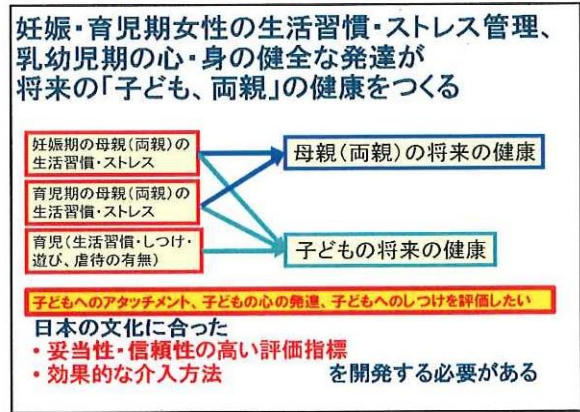 妊娠・育児期女性の生活習慣・ストレス管理、
乳幼児期の心・身の健全な発達が
将来の「子ども、両親」の健康をつくる
妊娠期の母親(両親)の
生活習慣・ストレス
母親(両親)の将来の健康
育児期の母親(両親)の
生活習慣・ストレス
育児(生活習慣・しつけ・
遊び、虐待の有無)
子どもの将来の健康
子どもへのアタッチメント、子どもの心の発達、子どもへのしつけを評価したい
日本の文化に合った
・妥当性・信頼性の高い評価指標
・効果的な介入方法 を開発する必要がある